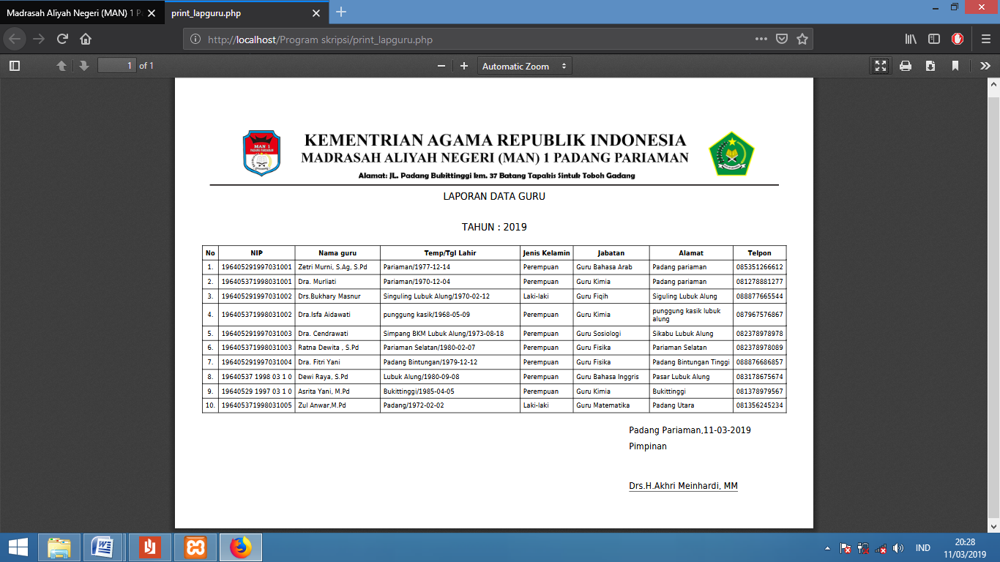 Madrasah Aliyah Negeri (MAN) 1 P
print_lapguru.php
http://localhost/Program skripsi/print_lapguru.php
1 of 1
Automatic Zoom
MAN 1
PADANG PARIAMAN
KEMENTRIAN AGAMA REPUBLIK INDONESIA
MADRASAH ALIYAH NEGERI (MAN) 1 PADANG PARIAMAN
Alamat: JL. Padang Bukittinggi km. 37 Batang Tapakis Sintuk Toboh Gadang
LAPORAN DATA GURU
TAHUN : 2019
No NIP Nama guru Temp/Tgl Lahir Jenis Kelamin Jabatan Alamat Telpon
1. 196405291997031001 Zetri Murni, S.Ag, S.Pd Pariaman/1977-12-14 Perempuan Guru Bahasa Arab Padang pariaman 085351266612
2. 196405371998031001 Dra. Murliati Pariaman/1970-12-04 Perempuan Guru Kimia Padang pariaman 081278881277
3. 196405291997031002 Drs.Bukhary Masnur Singuling Lubuk Alung/1970-02-12 Laki-laki Guru Fiqih Siguling Lubuk Alung 088877665544
4. 196405371998031002 Dra.Isfa Aidawati punggung kasik/1968-05-09 Perempuan Guru Kimia punggung kasik lubuk alung 087967576867
5. 196405291997031003 Dra. Cendrawati Simpang BKM Lubuk Alung/1973-08-18 Perempuan Guru Sosiologi Sikabu Lubuk Alung 082378978978
6. 196405371998031003 Ratna Dewita , S.Pd Pariaman Selatan/1980-02-07 Perempuan Guru Fisika Pariaman Selatan 082378978089
7. 196405291997031004 Dra. Fitri Yani Padang Bintungan/1979-12-12 Perempuan Guru Fisika Padang Bintungan Tinggi 088876686857
8. 19640537 1998 03 1 0 Dewi Raya, S.Pd Lubuk Alung/1980-09-08 Perempuan Guru Bahasa Inggris Pasar Lubuk Alung 083178675674
9. 19640529 1997 03 1 0 Asrita Yani, M.Pd Bukittinggi/1985-04-05 Perempuan Guru Kimia Bukittinggi 081378979567
10. 196405371998031005 Zul Anwar,M.Pd Padang/1972-02-02 Laki-laki Guru Matematika Padang Utara 081356245234
Padang Pariaman,11-03-2019
Pimpinan
Drs.H.Akhri Meinhardi, MM
IND
20:28
11/03/2019